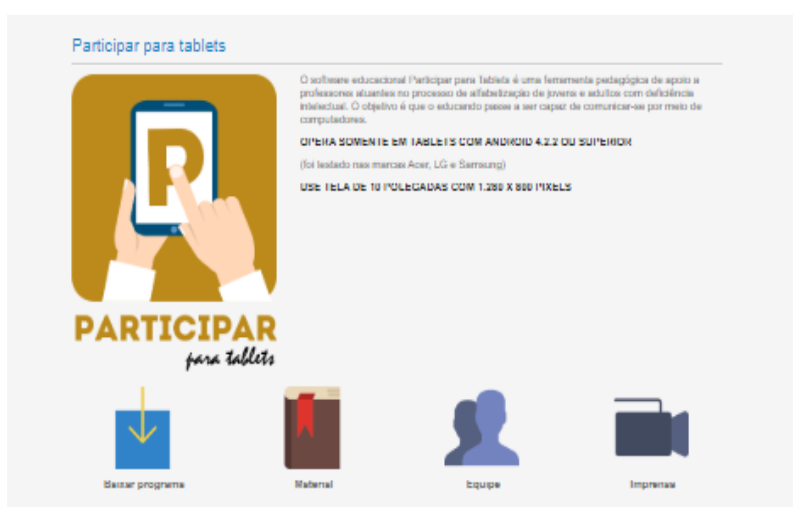 Participar para tablets
O software educacional Participar para Tablets é uma ferramenta pedagógica de apoio a
professores atuantes no processo de alfabetização de jovens e adultos com deficiência
intelectual. O objetivo é que o educando passe a ser capaz de comunicar-se por meio de
computadores.
OPERA SOMENTE EM TABLETS COM ANDROID 4.2.2 OU SUPERIOR
(foi testado nas marcas Acer, LG e Samsung)
USE TELA DE 10 POLEGADAS COM 1.280 X 800 PIXELS
P
PARTICIPAR
para tablets
Baixar programa
Material
Equipe
Imprensa